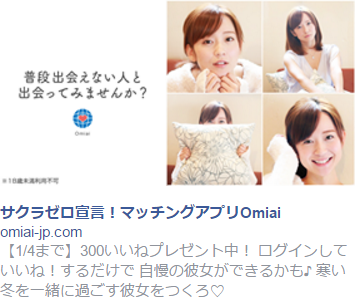 普段出会えない人と
出会ってみませんか？
Omiai
※18歳未満利用不可
サクラゼロ宣言！マッチングアプリOmiai
omiai-jp.com
【1/4まで】300いいねプレゼント中！ ログインして
いいね！するだけで 自慢の彼女ができるかも♪ 寒い
冬を一緒に過ごす彼女をつくろ♡